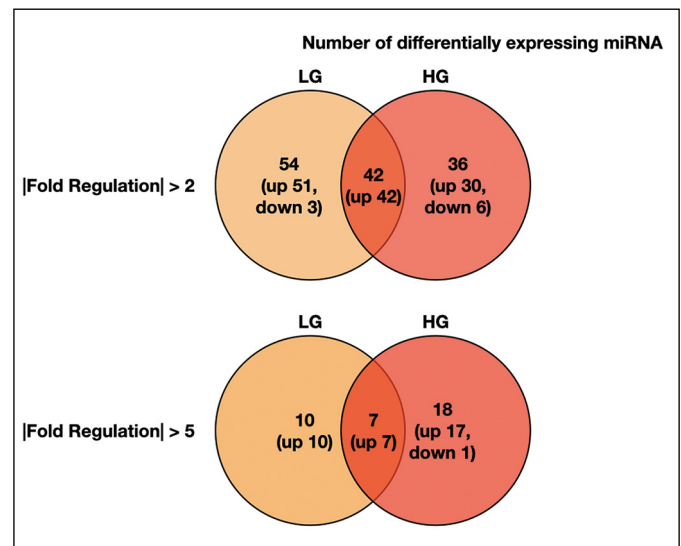 Number of differentially expressing miRNA
LG HG
|Fold Regulation| > 2
54
(up 51,
down 3)
42
(up 42)
36
(up 30,
down 6)
LG HG
|Fold Regulation| > 5
10
(up 10)
7
(up 7)
18
(up 17,
down 1)